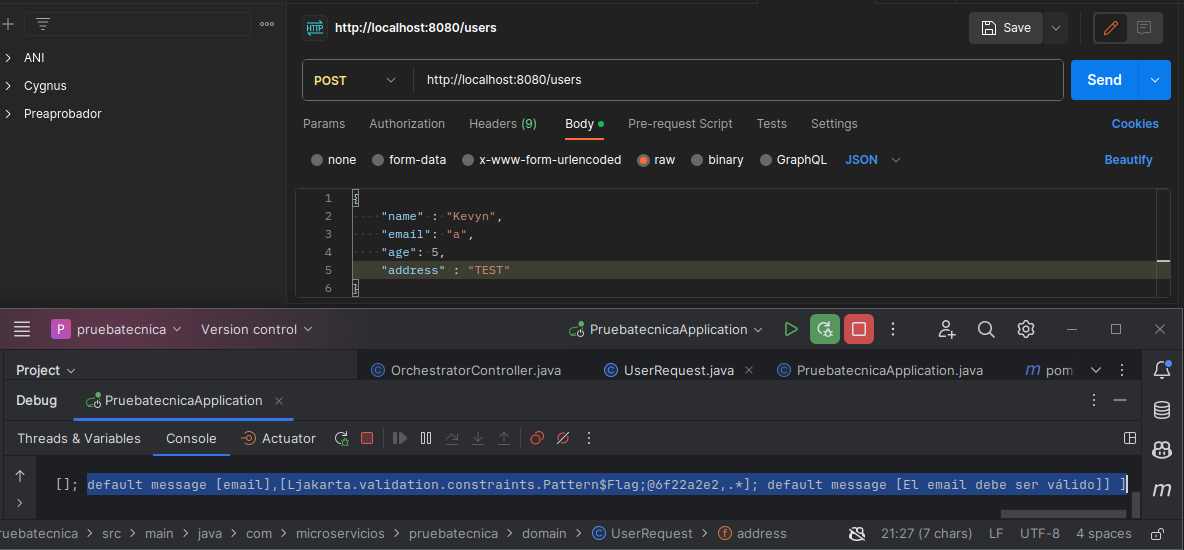 HTTP http://localhost:8080/users Save
ANI
Cygnus
Preaprobador
POST http://localhost:8080/users Send
Params Authorization Headers (9) Body Pre-request Script Tests Settings Cookies
none form-data x-www-form-urlencoded raw binary GraphQL JSON Beautify
1 {
2 "name" : "Kevyn",
3 "email": "a",
4 "age": 5,
5 "address" : "TEST"
6 }
P pruebatecnica Version control PruebatecnicaApplication
Project OrchestratorController.java UserRequest.java PruebatecnicaApplication.java m pom
Debug PruebatecnicaApplication
Threads & Variables Console Actuator
[]; default message [email],[Ljakarta.validation.constraints.Pattern$Flag;@6f22a2e2,.*]; default message [El email debe ser válido]] ]
ruebatecnica > src > main > java > com > microservicios > pruebatecnica > domain > UserRequest > address 21:27 (7 chars) LF UTF-8 4 spaces